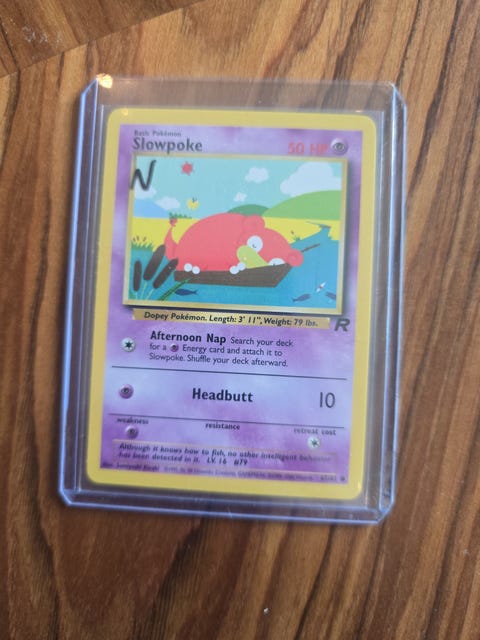 Basic Pokémon
Slowpoke
50 HP
N
Dopey Pokémon. Length: 3' 11", Weight: 79 lbs.
R
Afternoon Nap Search your deck
for a Energy card and attach it to
Slowpoke. Shuffle your deck afterward.
Headbutt 10
weakness resistance retreat cost
Although it knows how to fish, no other intelligent behavior
has been detected in it. LV. 16 #79